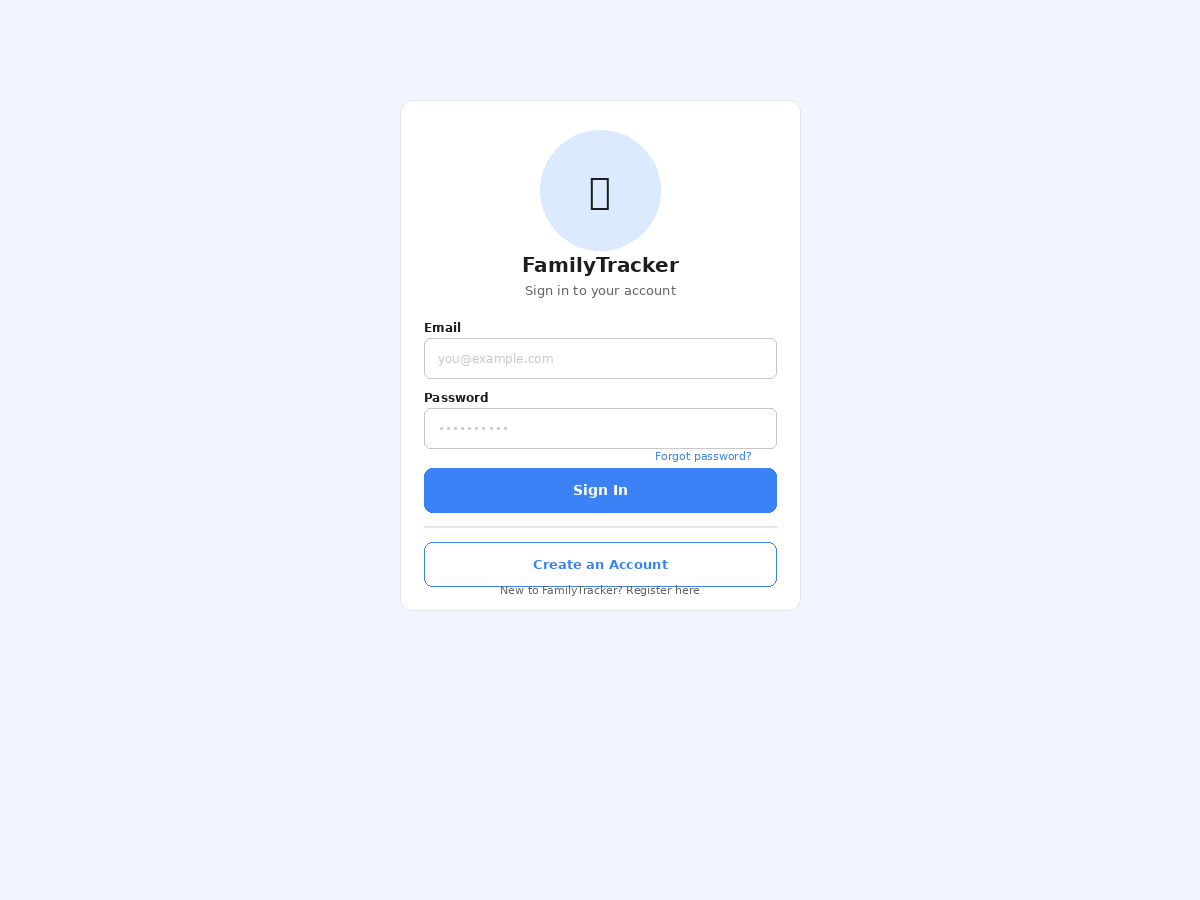 FamilyTracker
Sign in to your account
Email
you@example.com
Password
••••••••••
Forgot password?
Sign In
Create an Account
New to FamilyTracker? Register here